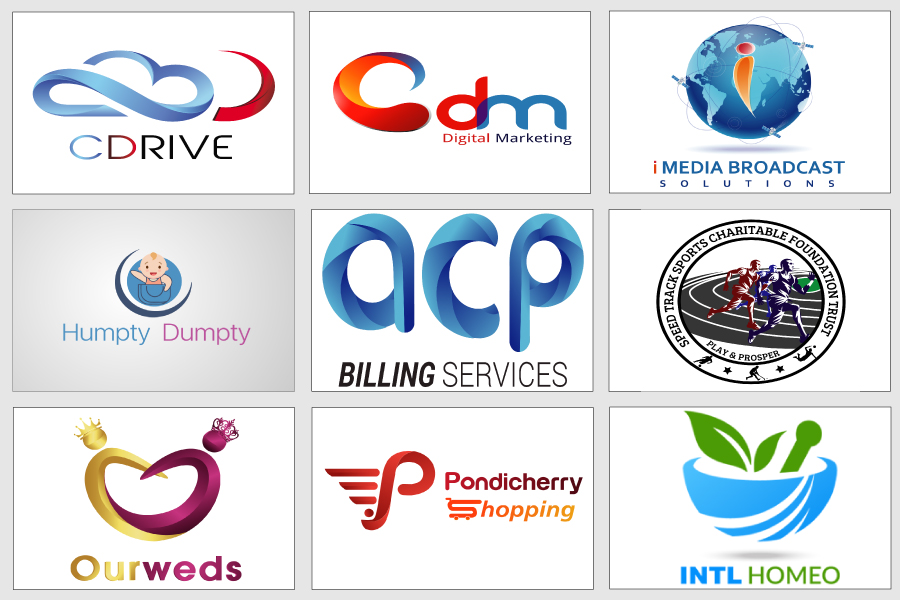 CDRIVE
cdm
Digital Marketing
i
i MEDIA BROADCAST
SOLUTIONS
Humpty Dumpty
acp
BILLING SERVICES
SPEED TRACK SPORTS CHARITABLE FOUNDATION TRUST
PLAY & PROSPER
Ourweds
P
Pondicherry
Shopping
INTL HOMEO